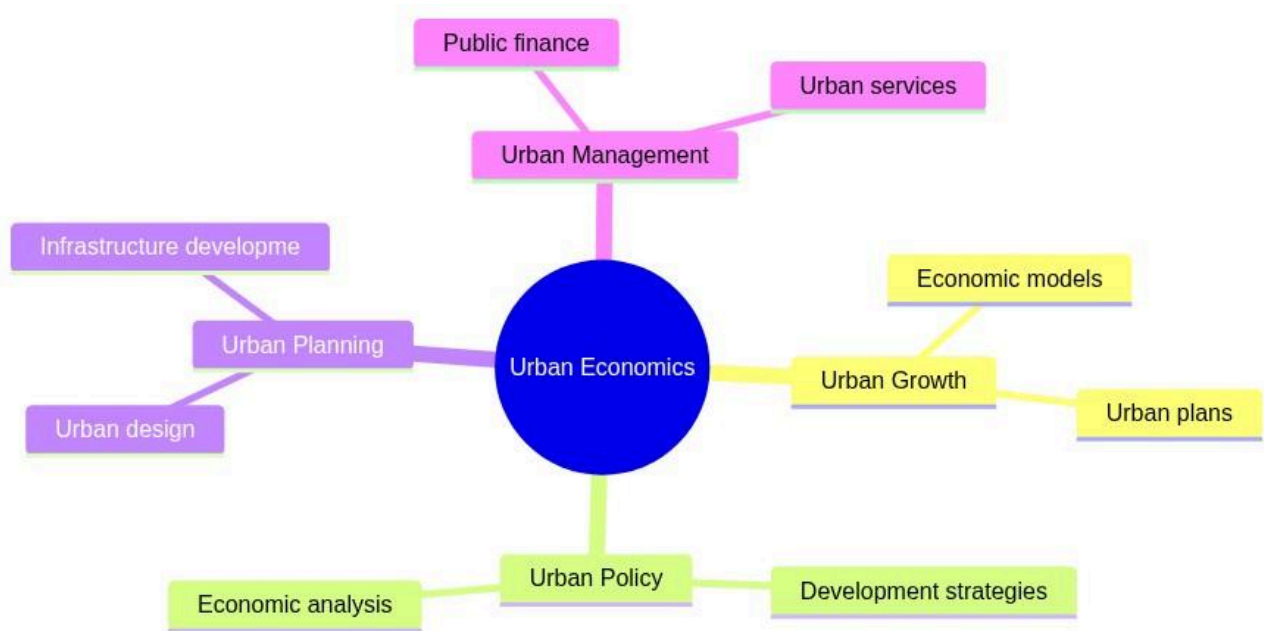 Public finance
Urban services
Urban Management
Infrastructure developme
Economic models
Urban Planning
Urban Economics
Urban Growth
Urban plans
Urban design
Urban Policy
Development strategies
Economic analysis